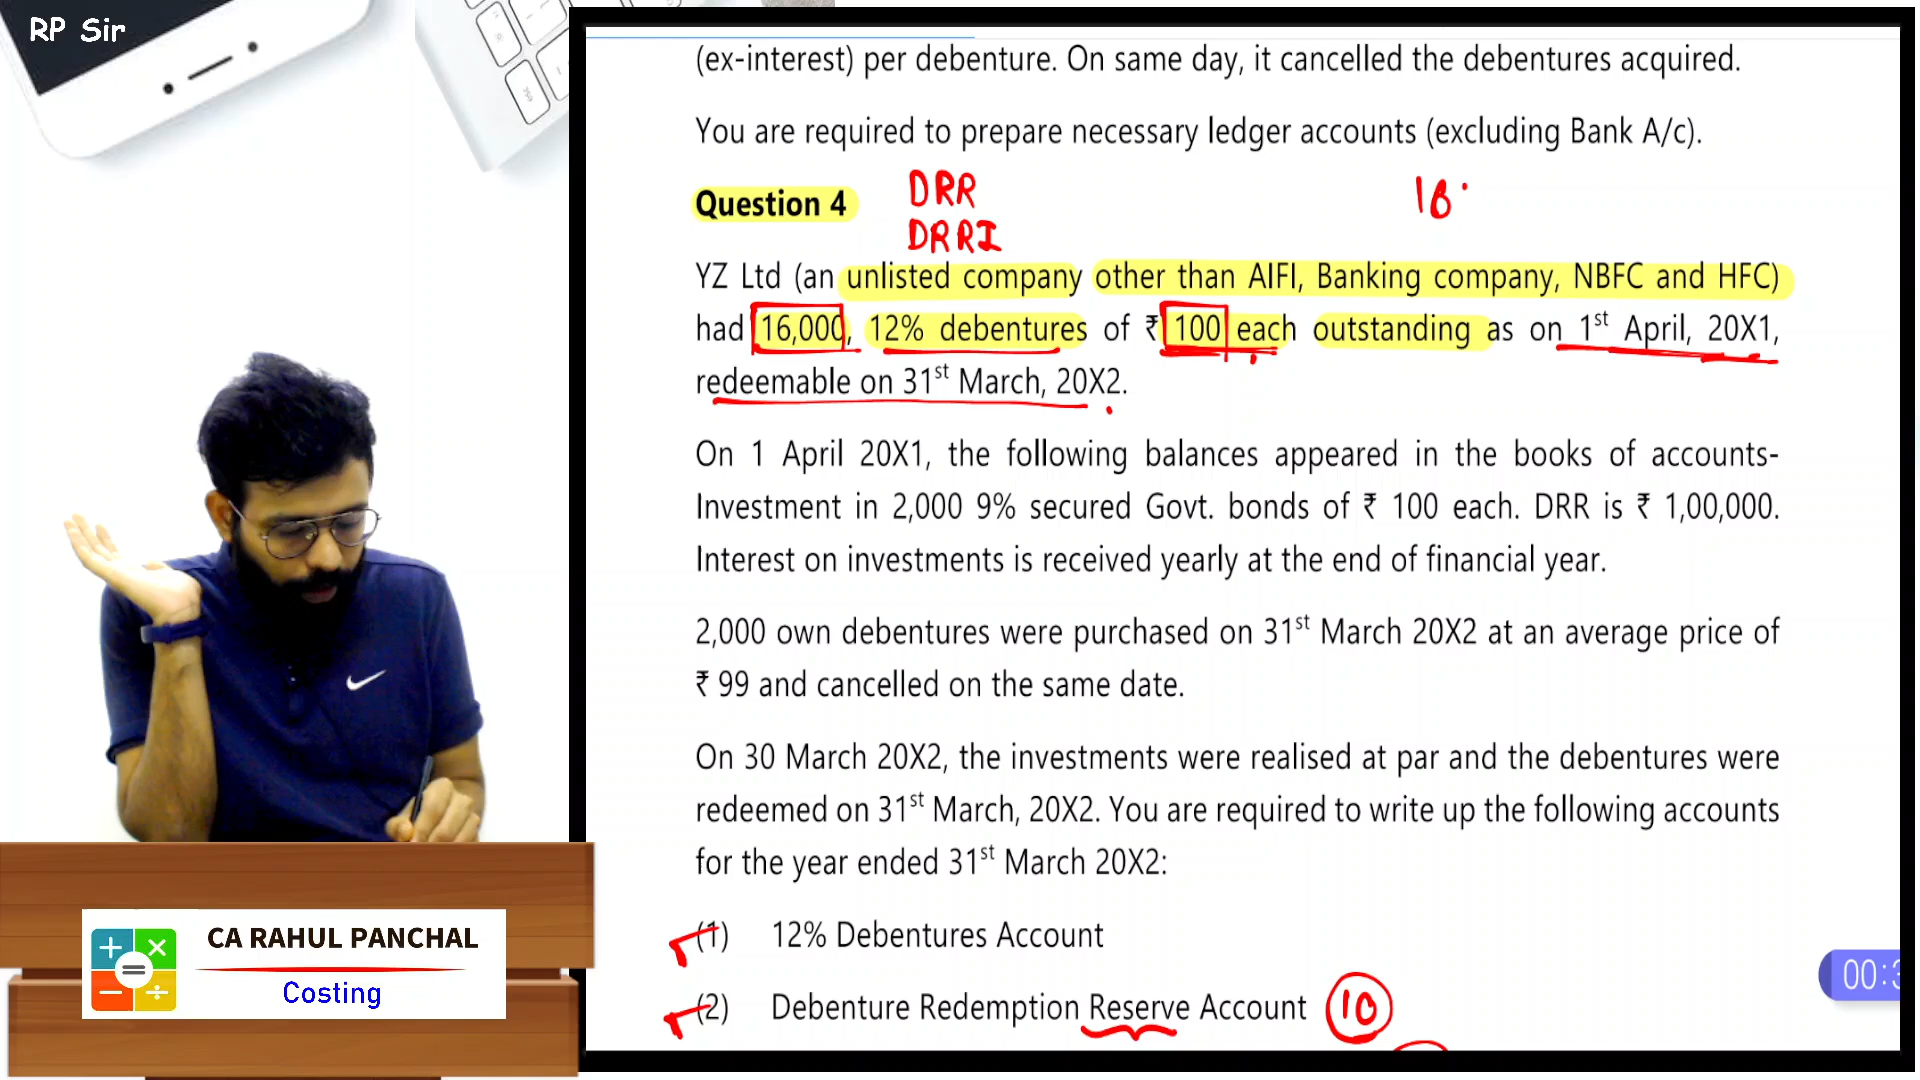 RP Sir
(ex-interest) per debenture. On same day, it cancelled the debentures acquired.
You are required to prepare necessary ledger accounts (excluding Bank A/c).
Question 4
DRR
DRRI
YZ Ltd (an unlisted company other than AIFI, Banking company, NBFC and HFC)
had 16,000, 12% debentures of ₹ 100 each outstanding as on 1st April, 20X1,
redeemable on 31st March, 20X2.
On 1 April 20X1, the following balances appeared in the books of accounts-
Investment in 2,000 9% secured Govt. bonds of ₹ 100 each. DRR is ₹ 1,00,000.
Interest on investments is received yearly at the end of financial year.
2,000 own debentures were purchased on 31st March 20X2 at an average price of
₹ 99 and cancelled on the same date.
On 30 March 20X2, the investments were realised at par and the debentures were
redeemed on 31st March, 20X2. You are required to write up the following accounts
for the year ended 31st March 20X2:
(1) 12% Debentures Account
(2) Debenture Redemption Reserve Account 10
CA RAHUL PANCHAL
Costing